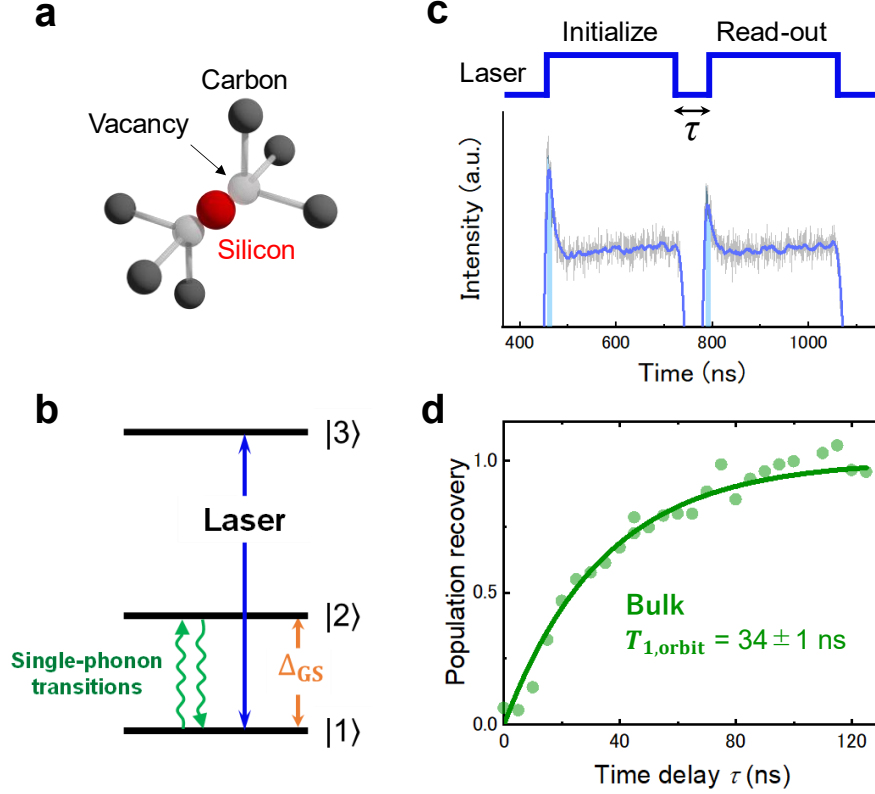 a
Carbon
Vacancy
Silicon
b
|3⟩
Laser
|2⟩
Single-phonon
transitions
Δ_GS
|1⟩
c
Initialize
Read-out
Laser
τ
Intensity (a.u.)
400
600
800
1000
Time (ns)
d
Population recovery
1.0
0.5
0.0
Bulk
T_1,orbit = 34 ± 1 ns
0
40
80
120
Time delay τ (ns)